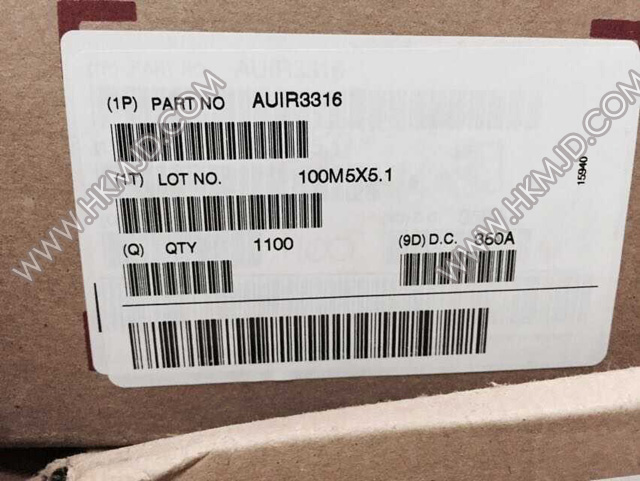 (1P) PART NO AUIR3316
(1T) LOT NO. 100M5X5.1
(Q) QTY 1100
(9D) D.C. 350A
15940
WWW.HKMJD.COM
WWW.HKMJD.COM